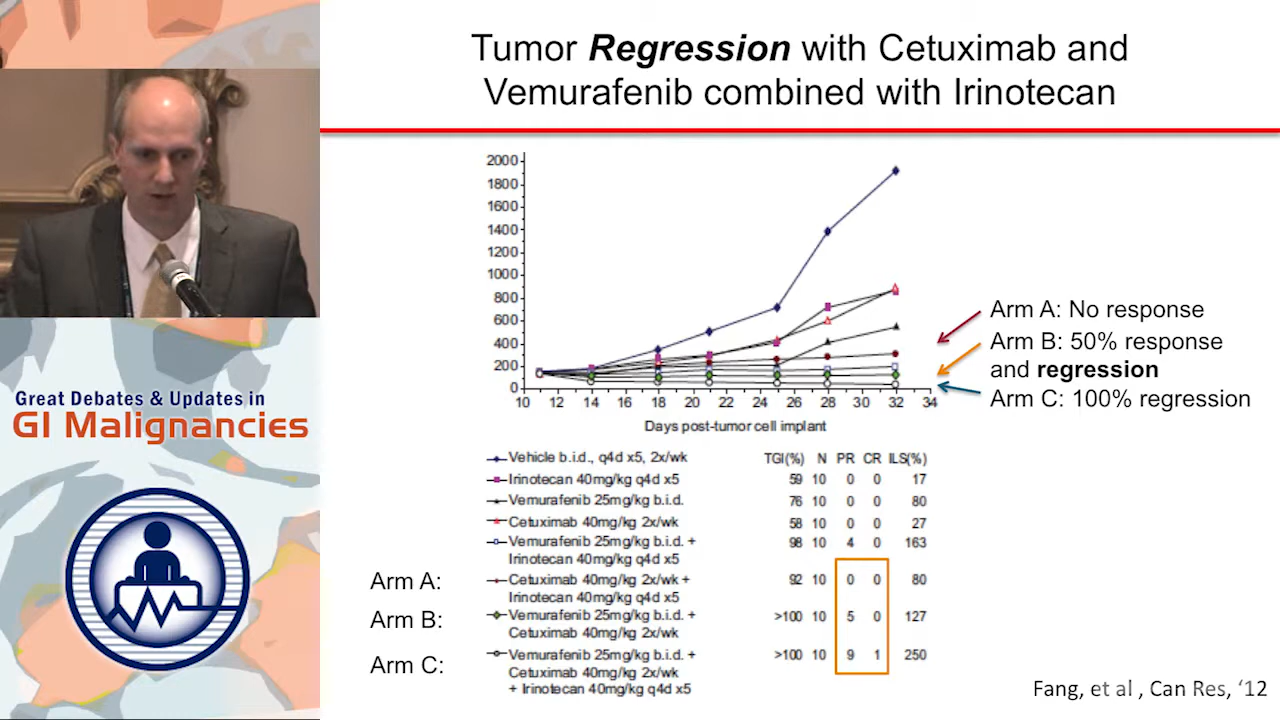 Tumor Regression with Cetuximab and
Vemurafenib combined with Irinotecan
2000
1800
1600
1400
1200
1000
800
600
400
200
0
10 12 14 16 18 20 22 24 26 28 30 32 34
Days post-tumor cell implant
Arm A: No response
Arm B: 50% response
and regression
Arm C: 100% regression
Great Debates & Updates in
GI Malignancies
TGI(%) N PR CR ILS(%)
Vehicle b.i.d., q4d x5, 2x/wk
Irinotecan 40mg/kg q4d x5 59 10 0 0 17
Vemurafenib 25mg/kg b.i.d. 76 10 0 0 80
Cetuximab 40mg/kg 2x/wk 58 10 0 0 27
Vemurafenib 25mg/kg b.i.d. + 98 10 4 0 163
Irinotecan 40mg/kg q4d x5
Arm A: Cetuximab 40mg/kg 2x/wk + 92 10 0 0 80
Irinotecan 40mg/kg q4d x5
Arm B: Vemurafenib 25mg/kg b.i.d. + >100 10 5 0 127
Cetuximab 40mg/kg 2x/wk
Arm C: Vemurafenib 25mg/kg b.i.d. + >100 10 9 1 250
Cetuximab 40mg/kg 2x/wk
+ Irinotecan 40mg/kg q4d x5
Fang, et al , Can Res, ‘12